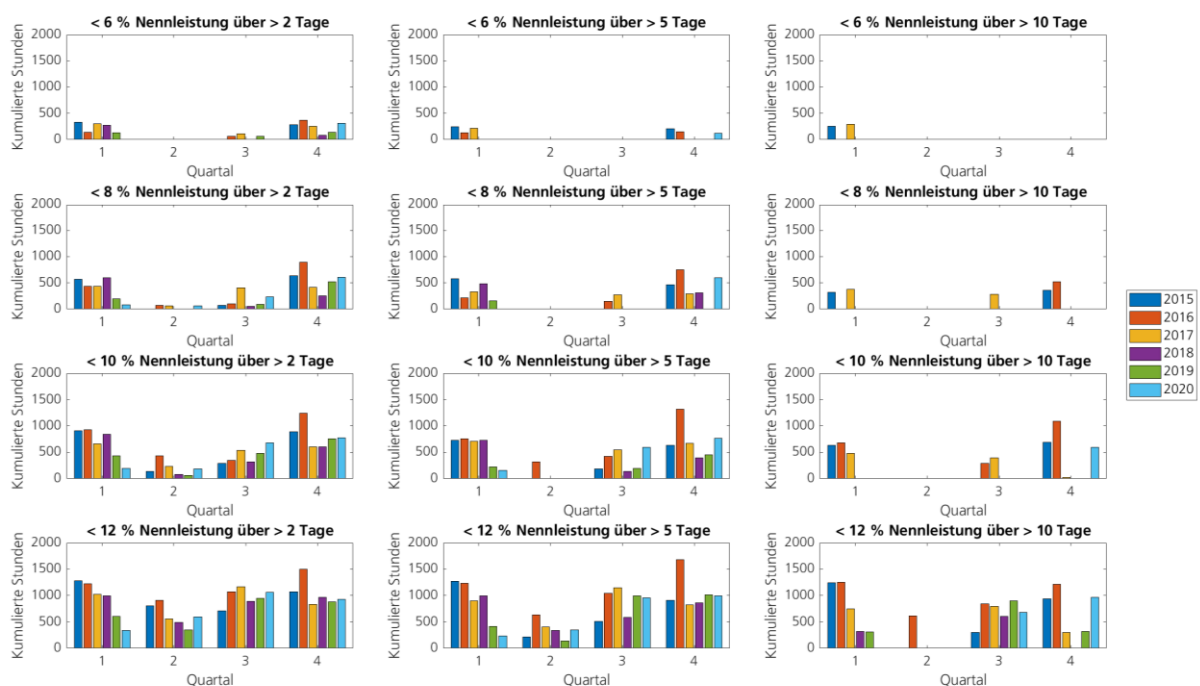 < 6 % Nennleistung über > 2 Tage
Kumulierte Stunden
2000
1500
1000
500
0
1 2 3 4
Quartal
< 6 % Nennleistung über > 5 Tage
Kumulierte Stunden
2000
1500
1000
500
0
1 2 3 4
Quartal
< 6 % Nennleistung über > 10 Tage
Kumulierte Stunden
2000
1500
1000
500
0
1 2 3 4
Quartal
< 8 % Nennleistung über > 2 Tage
Kumulierte Stunden
2000
1500
1000
500
0
1 2 3 4
Quartal
< 8 % Nennleistung über > 5 Tage
Kumulierte Stunden
2000
1500
1000
500
0
1 2 3 4
Quartal
< 8 % Nennleistung über > 10 Tage
Kumulierte Stunden
2000
1500
1000
500
0
1 2 3 4
Quartal
< 10 % Nennleistung über > 2 Tage
Kumulierte Stunden
2000
1500
1000
500
0
1 2 3 4
Quartal
< 10 % Nennleistung über > 5 Tage
Kumulierte Stunden
2000
1500
1000
500
0
1 2 3 4
Quartal
< 10 % Nennleistung über > 10 Tage
Kumulierte Stunden
2000
1500
1000
500
0
1 2 3 4
Quartal
< 12 % Nennleistung über > 2 Tage
Kumulierte Stunden
2000
1500
1000
500
0
1 2 3 4
Quartal
< 12 % Nennleistung über > 5 Tage
Kumulierte Stunden
2000
1500
1000
500
0
1 2 3 4
Quartal
< 12 % Nennleistung über > 10 Tage
Kumulierte Stunden
2000
1500
1000
500
0
1 2 3 4
Quartal
2015
2016
2017
2018
2019
2020